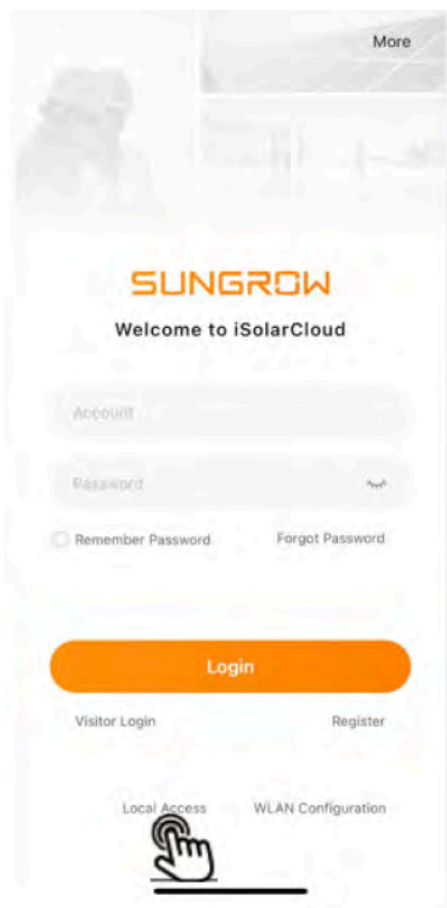 More
SUNGROW
Welcome to iSolarCloud
Account
Password
Remember Password Forgot Password
Login
Visitor Login Register
Local Access WLAN Configuration